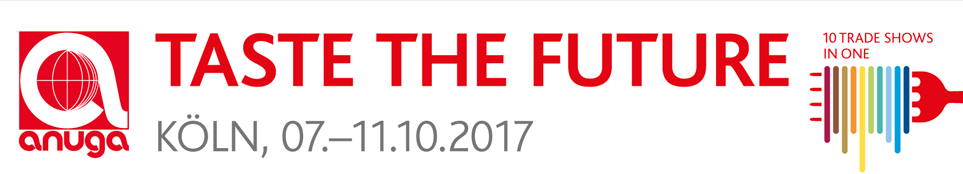 anuga
TASTE THE FUTURE
KÖLN, 07.–11.10.2017
10 TRADE SHOWS
IN ONE